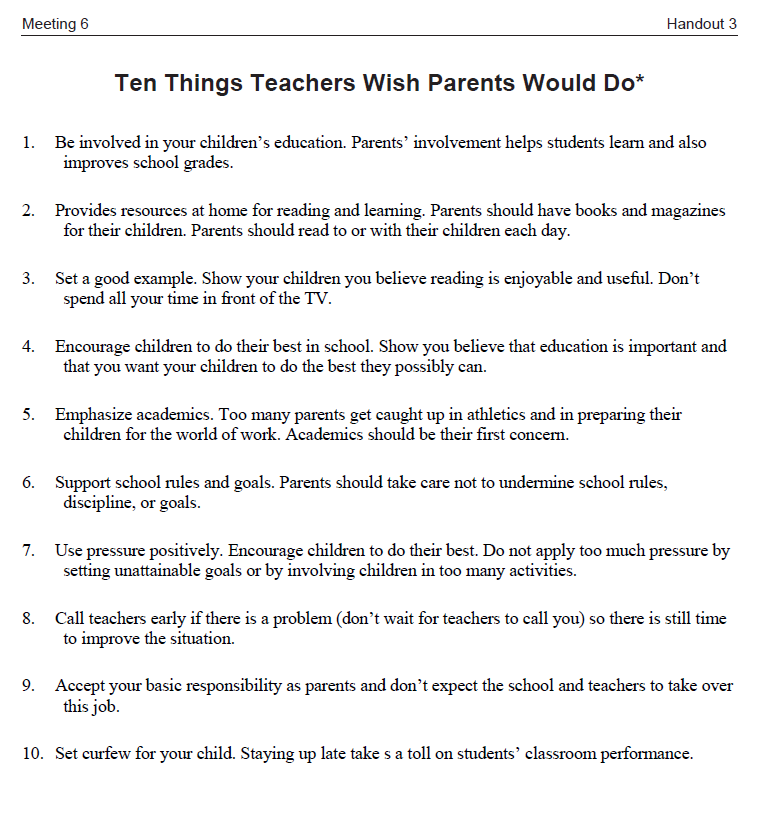 Meeting 6 Handout 3
Ten Things Teachers Wish Parents Would Do*
1. Be involved in your children’s education. Parents’ involvement helps students learn and also
improves school grades.
2. Provides resources at home for reading and learning. Parents should have books and magazines
for their children. Parents should read to or with their children each day.
3. Set a good example. Show your children you believe reading is enjoyable and useful. Don’t
spend all your time in front of the TV.
4. Encourage children to do their best in school. Show you believe that education is important and
that you want your children to do the best they possibly can.
5. Emphasize academics. Too many parents get caught up in athletics and in preparing their
children for the world of work. Academics should be their first concern.
6. Support school rules and goals. Parents should take care not to undermine school rules,
discipline, or goals.
7. Use pressure positively. Encourage children to do their best. Do not apply too much pressure by
setting unattainable goals or by involving children in too many activities.
8. Call teachers early if there is a problem (don’t wait for teachers to call you) so there is still time
to improve the situation.
9. Accept your basic responsibility as parents and don’t expect the school and teachers to take over
this job.
10. Set curfew for your child. Staying up late take s a toll on students’ classroom performance.